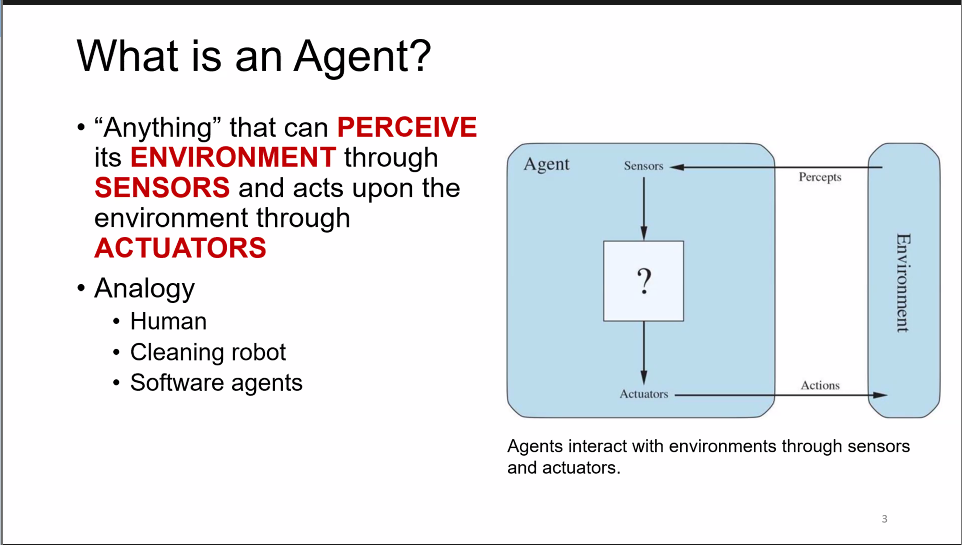 What is an Agent?
• “Anything” that can PERCEIVE
its ENVIRONMENT through
SENSORS and acts upon the
environment through
ACTUATORS
• Analogy
• Human
• Cleaning robot
• Software agents
Agent
Sensors
Percepts
?
Environment
Actuators
Actions
Agents interact with environments through sensors
and actuators.
3